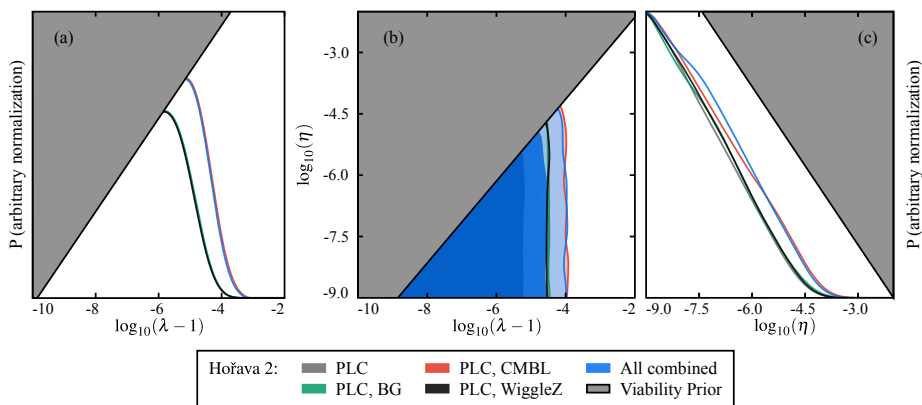 (a)
(b)
(c)
P (arbitrary normalization)
-10 -8 -6 -4 -2
log₁₀(λ − 1)
log₁₀(η)
-3.0
-4.5
-6.0
-7.5
-9.0
-10 -8 -6 -4 -2
log₁₀(λ − 1)
-9.0 -7.5 -6.0 -4.5 -3.0
log₁₀(η)
P (arbitrary normalization)
Hořava 2: PLC PLC, CMBL All combined
PLC, BG PLC, WiggleZ Viability Prior